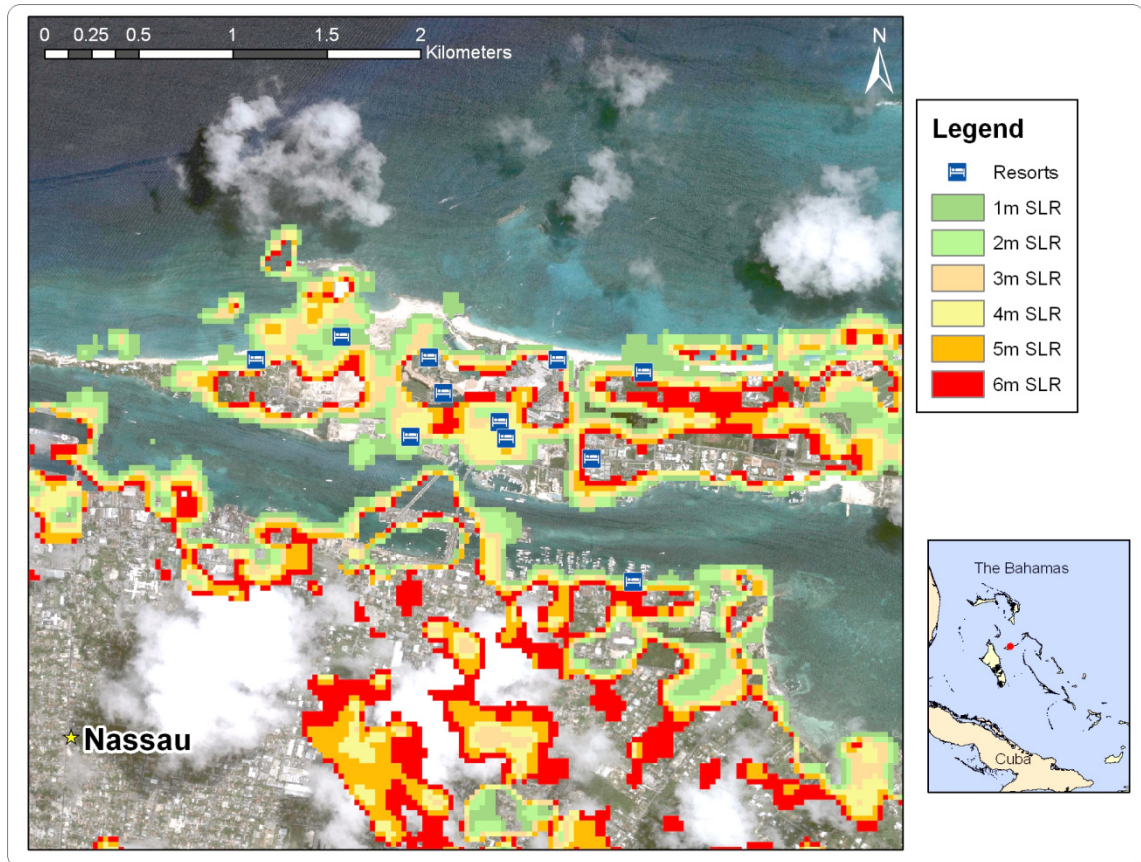 0 0.25 0.5 1 1.5 2
Kilometers
N
Legend
Resorts
1m SLR
2m SLR
3m SLR
4m SLR
5m SLR
6m SLR
Nassau
The Bahamas
Cuba